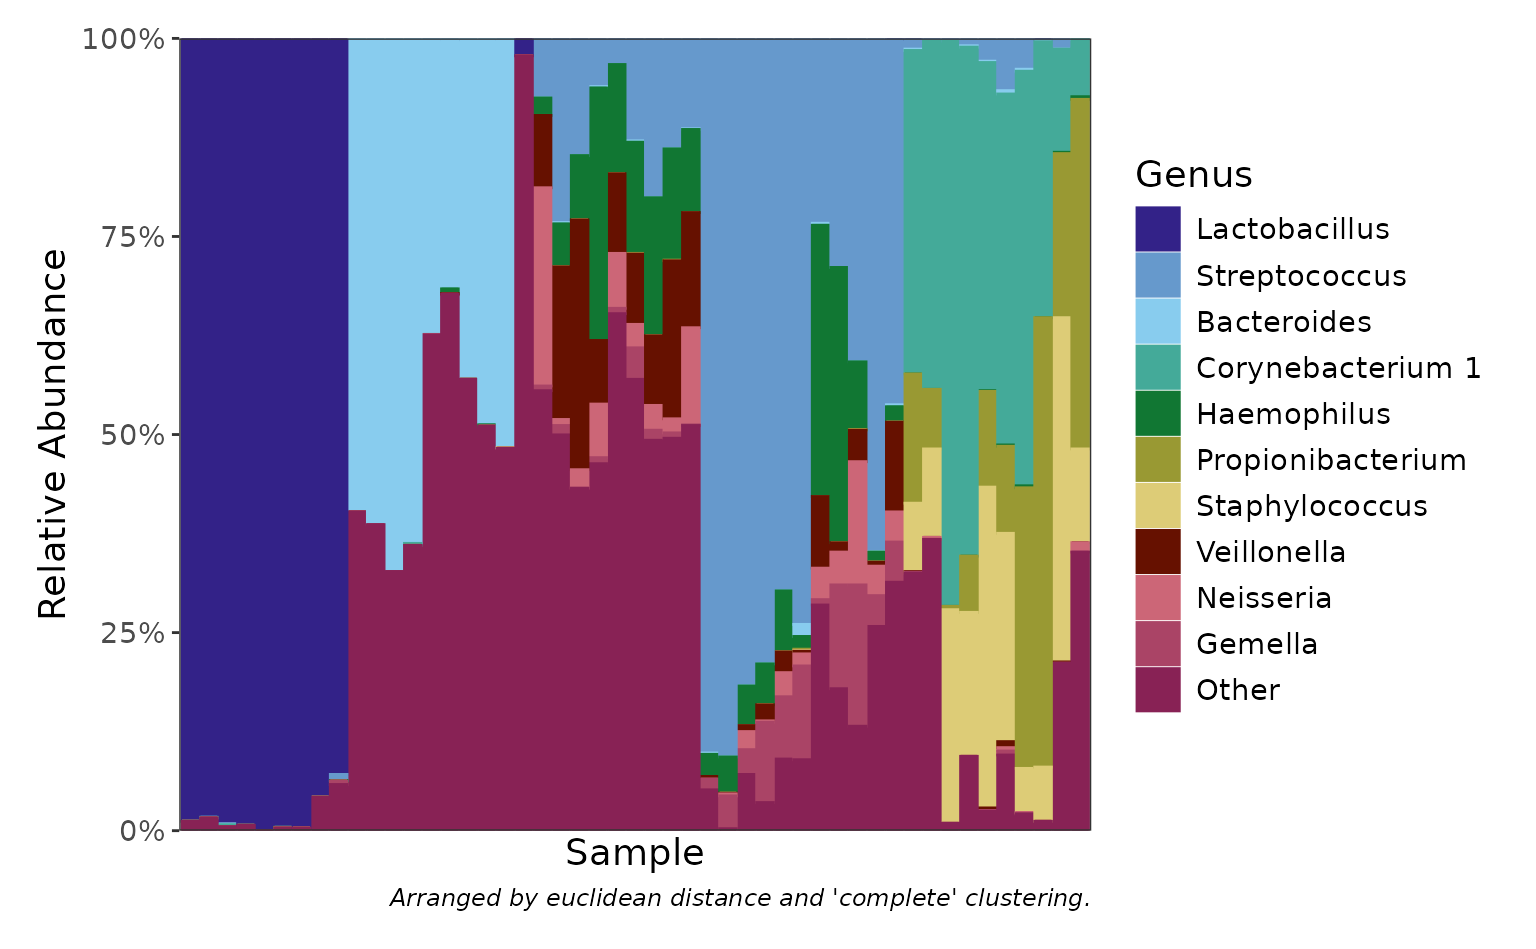 100%
75%
50%
25%
0%
Relative Abundance
Sample
Arranged by euclidean distance and 'complete' clustering.
Genus
Lactobacillus
Streptococcus
Bacteroides
Corynebacterium 1
Haemophilus
Propionibacterium
Staphylococcus
Veillonella
Neisseria
Gemella
Other